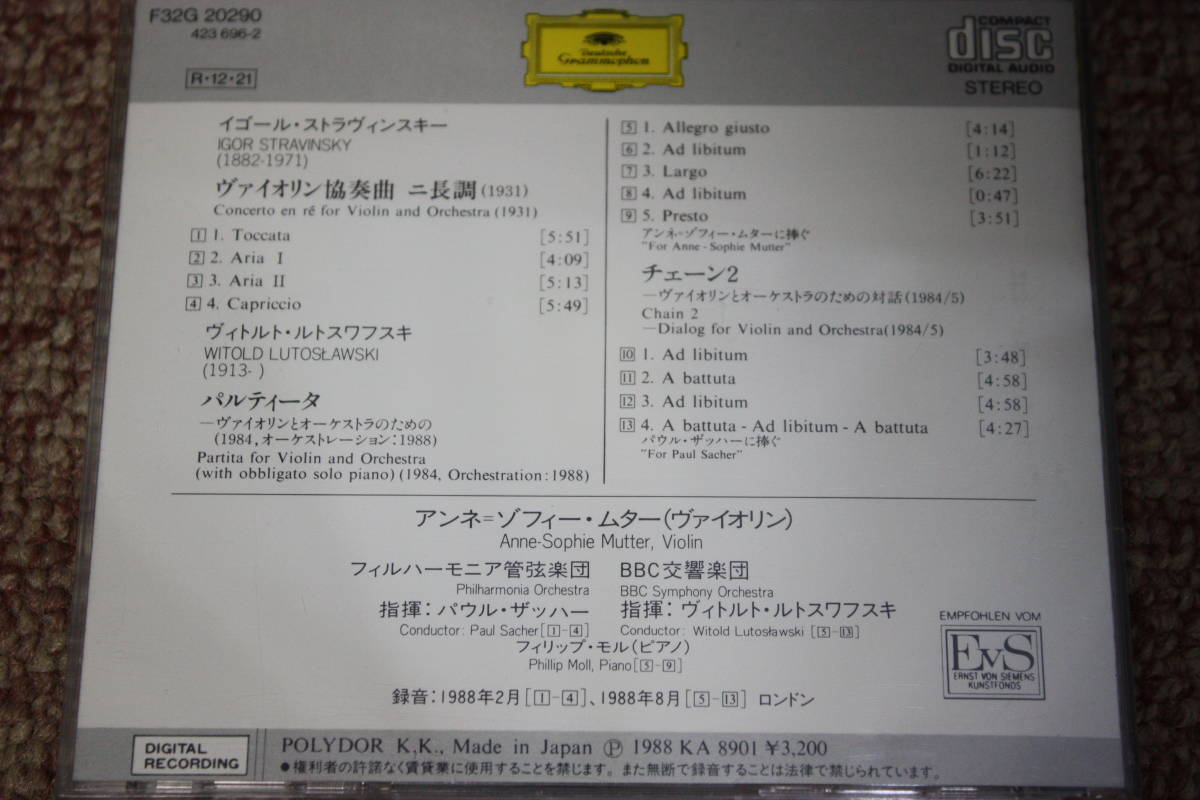 F32G 20290
423 696-2
R・12・21
Deutsche
Grammophon
COMPACT
disc
DIGITAL AUDIO
STEREO
イゴール・ストラヴィンスキー
IGOR STRAVINSKY
(1882-1971)
ヴァイオリン協奏曲 ニ長調 (1931)
Concerto en ré for Violin and Orchestra (1931)
1 1. Toccata [5:51]
2 2. Aria I [4:09]
3 3. Aria II [5:13]
4 4. Capriccio [5:49]
ヴィトルト・ルトスワフスキ
WITOLD LUTOSŁAWSKI
(1913- )
パルティータ
—ヴァイオリンとオーケストラのための
(1984, オーケストレーション:1988)
Partita for Violin and Orchestra
(with obbligato solo piano) (1984, Orchestration:1988)
5 1. Allegro giusto [4:14]
6 2. Ad libitum [1:12]
7 3. Largo [6:22]
8 4. Ad libitum [0:47]
9 5. Presto [3:51]
アンネ=ゾフィー・ムターに捧ぐ
"For Anne-Sophie Mutter"
チェーン2
—ヴァイオリンとオーケストラのための対話(1984/5)
Chain 2
—Dialog for Violin and Orchestra(1984/5)
10 1. Ad libitum [3:48]
11 2. A battuta [4:58]
12 3. Ad libitum [4:58]
13 4. A battuta - Ad libitum - A battuta [4:27]
パウル・ザッハーに捧ぐ
"For Paul Sacher"
アンネ=ゾフィー・ムター(ヴァイオリン)
Anne-Sophie Mutter, Violin
フィルハーモニア管弦楽団
Philharmonia Orchestra
指揮:パウル・ザッハー
Conductor: Paul Sacher[1-4]
BBC交響楽団
BBC Symphony Orchestra
指揮:ヴィトルト・ルトスワフスキ
Conductor: Witold Lutosławski [5-13]
フィリップ・モル(ピアノ)
Phillip Moll, Piano[5-9]
録音:1988年2月[1-4]、1988年8月[5-13] ロンドン
EMPFOHLEN VOM
EvS
ERNST VON SIEMENS
KUNSTFONDS
DIGITAL
RECORDING
POLYDOR K.K., Made in Japan Ⓟ 1988 KA 8901 ¥3,200
●権利者の許諾なく賃貸業に使用することを禁じます。また無断で録音することは法律で禁じられています。